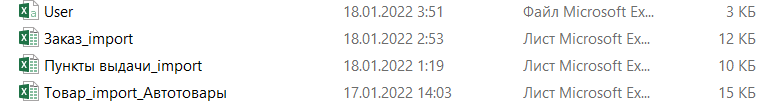 User 18.01.2022 3:51 Файл Microsoft Ex... 3 КБ
Заказ_import 18.01.2022 2:53 Лист Microsoft Ex... 12 КБ
Пункты выдачи_import 18.01.2022 1:19 Лист Microsoft Ex... 10 КБ
Товар_import_Автотовары 17.01.2022 14:03 Лист Microsoft Ex... 15 КБ